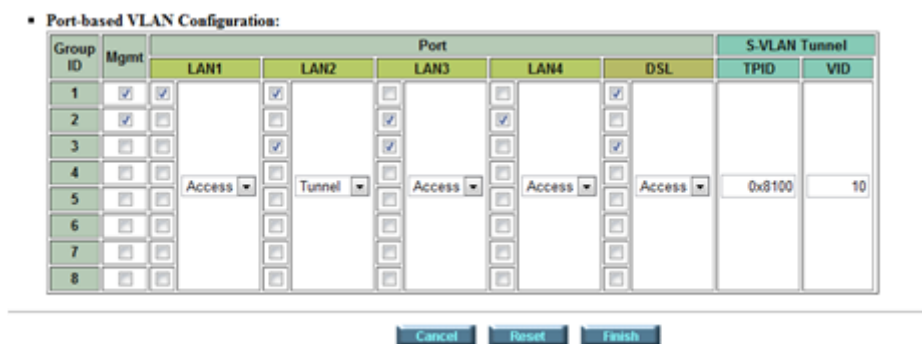 Port-based VLAN Configuration:
Group ID Mgmt Port S-VLAN Tunnel
LAN1 LAN2 LAN3 LAN4 DSL TPID VID
1
2
3
4
Access Tunnel Access Access Access 0x8100 10
5
6
7
8
Cancel Reset Finish